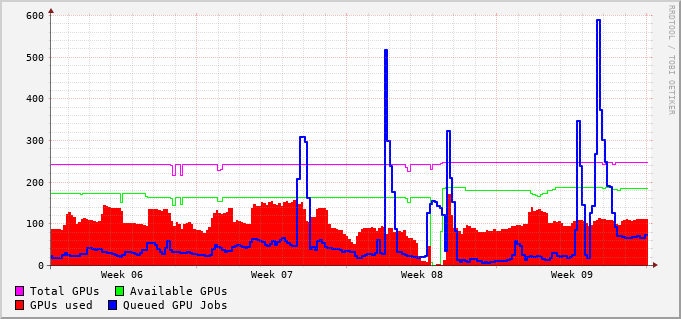 600
500
400
300
200
100
0
Week 06 Week 07 Week 08 Week 09
Total GPUs Available GPUs
GPUs used Queued GPU Jobs
RRDTOOL / TOBI OETIKER